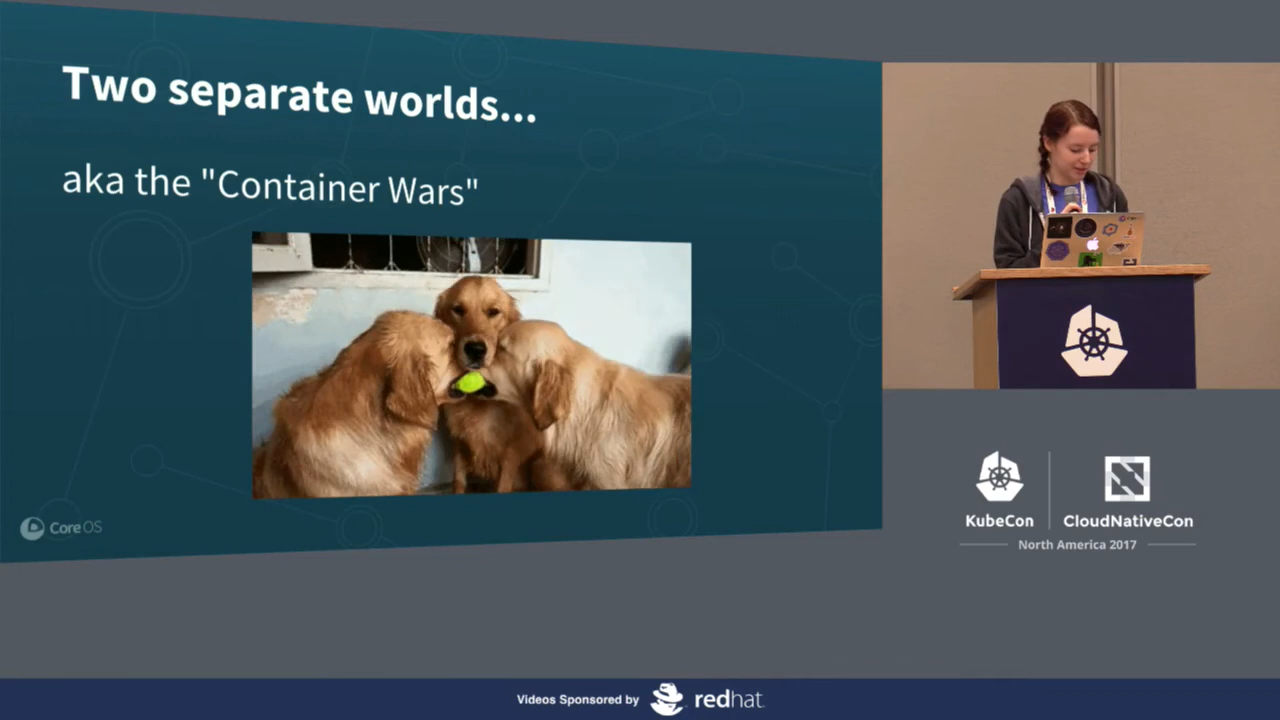 Two separate worlds...
aka the "Container Wars"
CoreOS
KubeCon
CloudNativeCon
North America 2017
Videos Sponsored by redhat.